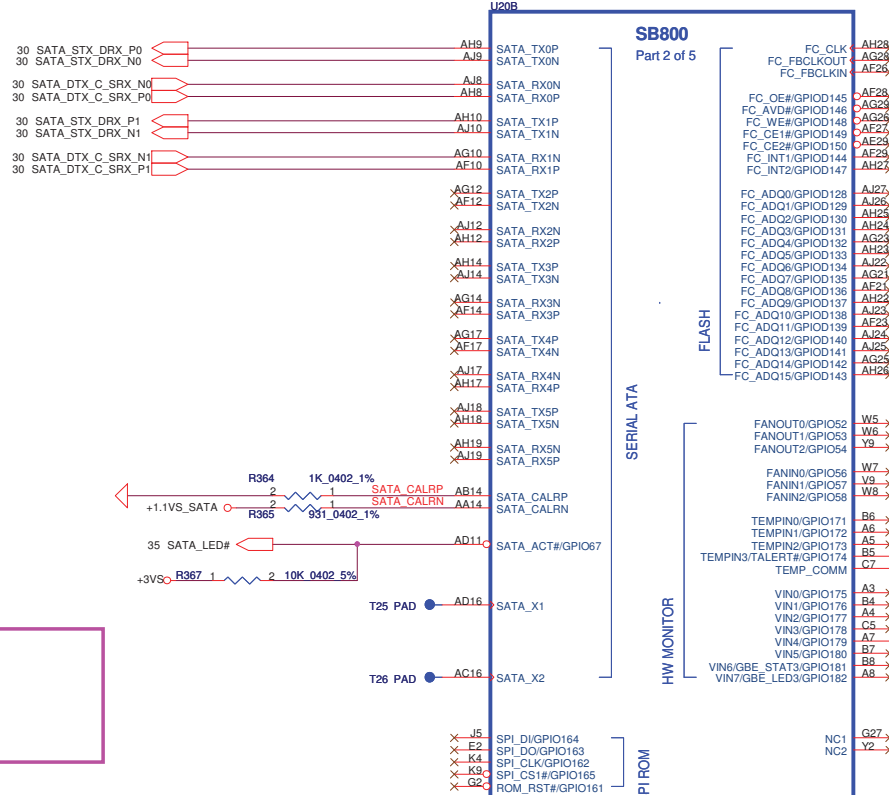 U20B
SB800
Part 2 of 5
30 SATA_STX_DRX_P0 AH9 SATA_TX0P
30 SATA_STX_DRX_N0 AJ9 SATA_TX0N
30 SATA_DTX_C_SRX_N0 AJ8 SATA_RX0N
30 SATA_DTX_C_SRX_P0 AH8 SATA_RX0P
30 SATA_STX_DRX_P1 AH10 SATA_TX1P
30 SATA_STX_DRX_N1 AJ10 SATA_TX1N
30 SATA_DTX_C_SRX_N1 AG10 SATA_RX1N
30 SATA_DTX_C_SRX_P1 AF10 SATA_RX1P
AG12 SATA_TX2P
AF12 SATA_TX2N
AJ12 SATA_RX2N
AH12 SATA_RX2P
AH14 SATA_TX3P
AJ14 SATA_TX3N
AG14 SATA_RX3N
AF14 SATA_RX3P
AG17 SATA_TX4P
AF17 SATA_TX4N
AJ17 SATA_RX4N
AH17 SATA_RX4P
AJ18 SATA_TX5P
AH18 SATA_TX5N
AH19 SATA_RX5N
AJ19 SATA_RX5P
R364 1K_0402_1%
2 1 SATA_CALRP AB14 SATA_CALRP
+1.1VS_SATA 2 1 SATA_CALRN AA14 SATA_CALRN
R365 931_0402_1%
35 SATA_LED# AD11 SATA_ACT#/GPIO67
+3VS R367 1 2 10K_0402_5%
T25 PAD AD16 SATA_X1
T26 PAD AC16 SATA_X2
J5 SPI_DI/GPIO164
E2 SPI_DO/GPIO163
K4 SPI_CLK/GPIO162
K9 SPI_CS1#/GPIO165
G2 ROM_RST#/GPIO161
SERIAL ATA
PI ROM
FLASH
HW MONITOR
FC_CLK AH28
FC_FBCLKOUT AG28
FC_FBCLKIN AF26
FC_OE#/GPIOD145 AF28
FC_AVD#/GPIOD146 AG29
FC_WE#/GPIOD148 AG26
FC_CE1#/GPIOD149 AF27
FC_CE2#/GPIOD150 AE29
FC_INT1/GPIOD144 AF29
FC_INT2/GPIOD147 AH27
FC_ADQ0/GPIOD128 AJ27
FC_ADQ1/GPIOD129 AJ26
FC_ADQ2/GPIOD130 AH25
FC_ADQ3/GPIOD131 AH24
FC_ADQ4/GPIOD132 AG23
FC_ADQ5/GPIOD133 AH23
FC_ADQ6/GPIOD134 AJ22
FC_ADQ7/GPIOD135 AG21
FC_ADQ8/GPIOD136 AF21
FC_ADQ9/GPIOD137 AH22
FC_ADQ10/GPIOD138 AJ23
FC_ADQ11/GPIOD139 AF23
FC_ADQ12/GPIOD140 AJ24
FC_ADQ13/GPIOD141 AJ25
FC_ADQ14/GPIOD142 AG25
FC_ADQ15/GPIOD143 AH26
FANOUT0/GPIO52 W5
FANOUT1/GPIO53 W6
FANOUT2/GPIO54 Y9
FANIN0/GPIO56 W7
FANIN1/GPIO57 V9
FANIN2/GPIO58 W8
TEMPIN0/GPIO171 B6
TEMPIN1/GPIO172 A6
TEMPIN2/GPIO173 A5
TEMPIN3/TALERT#/GPIO174 B5
TEMP_COMM C7
VIN0/GPIO175 A3
VIN1/GPIO176 B4
VIN2/GPIO177 A4
VIN3/GPIO178 C5
VIN4/GPIO179 A7
VIN5/GPIO180 B7
VIN6/GBE_STAT3/GPIO181 B8
VIN7/GBE_LED3/GPIO182 A8
NC1 G27
NC2 Y2